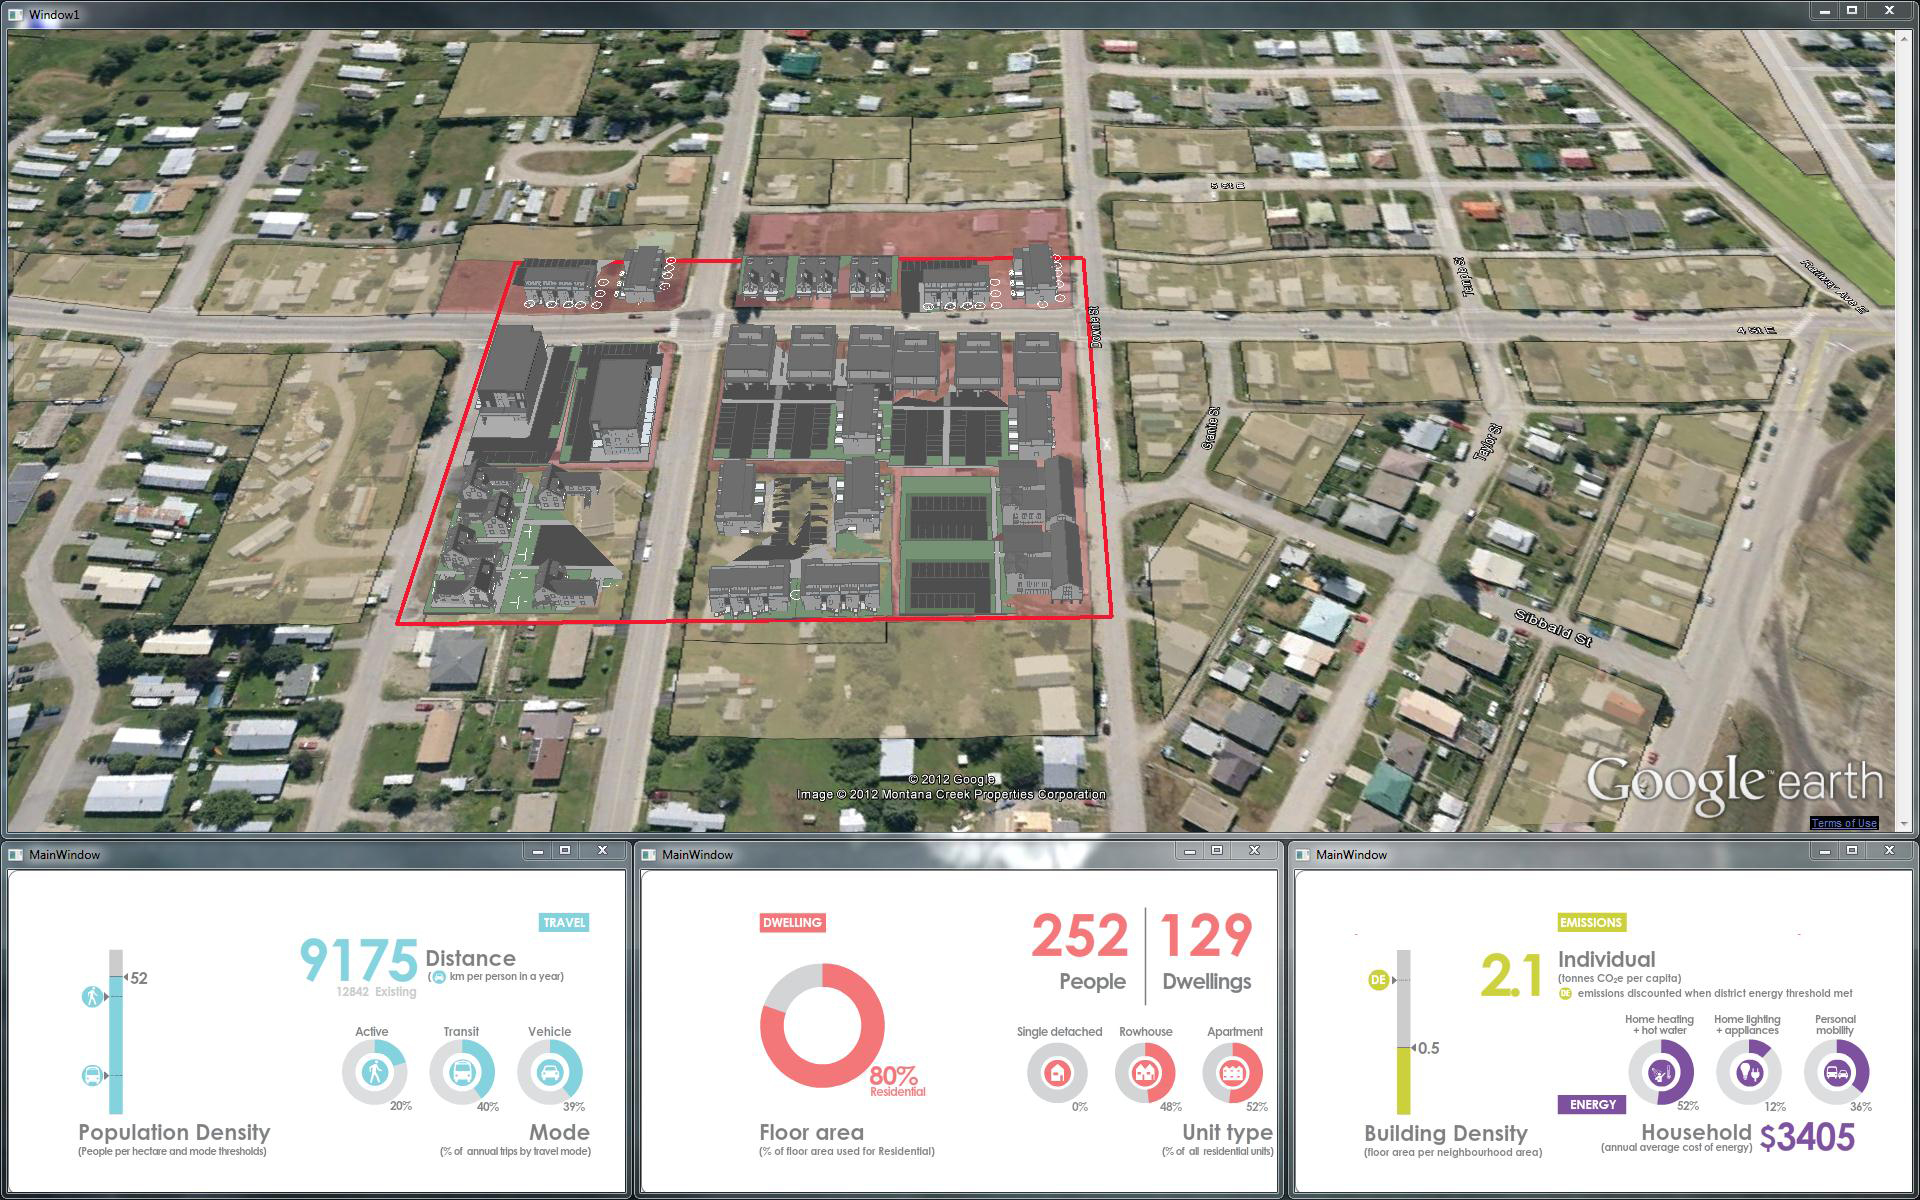 Window1
5 St E
Temple St
Railway Ave E
4 St E
Downie St
Grante St
Taylor St
Sibbald St
© 2012 Google
Image © 2012 Montana Creek Properties Corporation
Google earth
Terms of Use
MainWindow
TRAVEL
9175 Distance
(km per person in a year)
12842 Existing
52
Active
Transit
Vehicle
20%
40%
39%
Population Density
(People per hectare and mode thresholds)
Mode
(% of annual trips by travel mode)
MainWindow
DWELLING
252
People
129
Dwellings
80%
Residential
Single detached
Rowhouse
Apartment
0%
48%
52%
Floor area
(% of floor area used for Residential)
Unit type
(% of all residential units)
MainWindow
EMISSIONS
2.1 Individual
(tonnes CO₂e per capita)
DE emissions discounted when district energy threshold met
DE
0.5
Home heating
+ hot water
Home lighting
+ appliances
Personal
mobility
52%
12%
36%
ENERGY
Building Density
(floor area per neighbourhood area)
Household $3405
(annual average cost of energy)